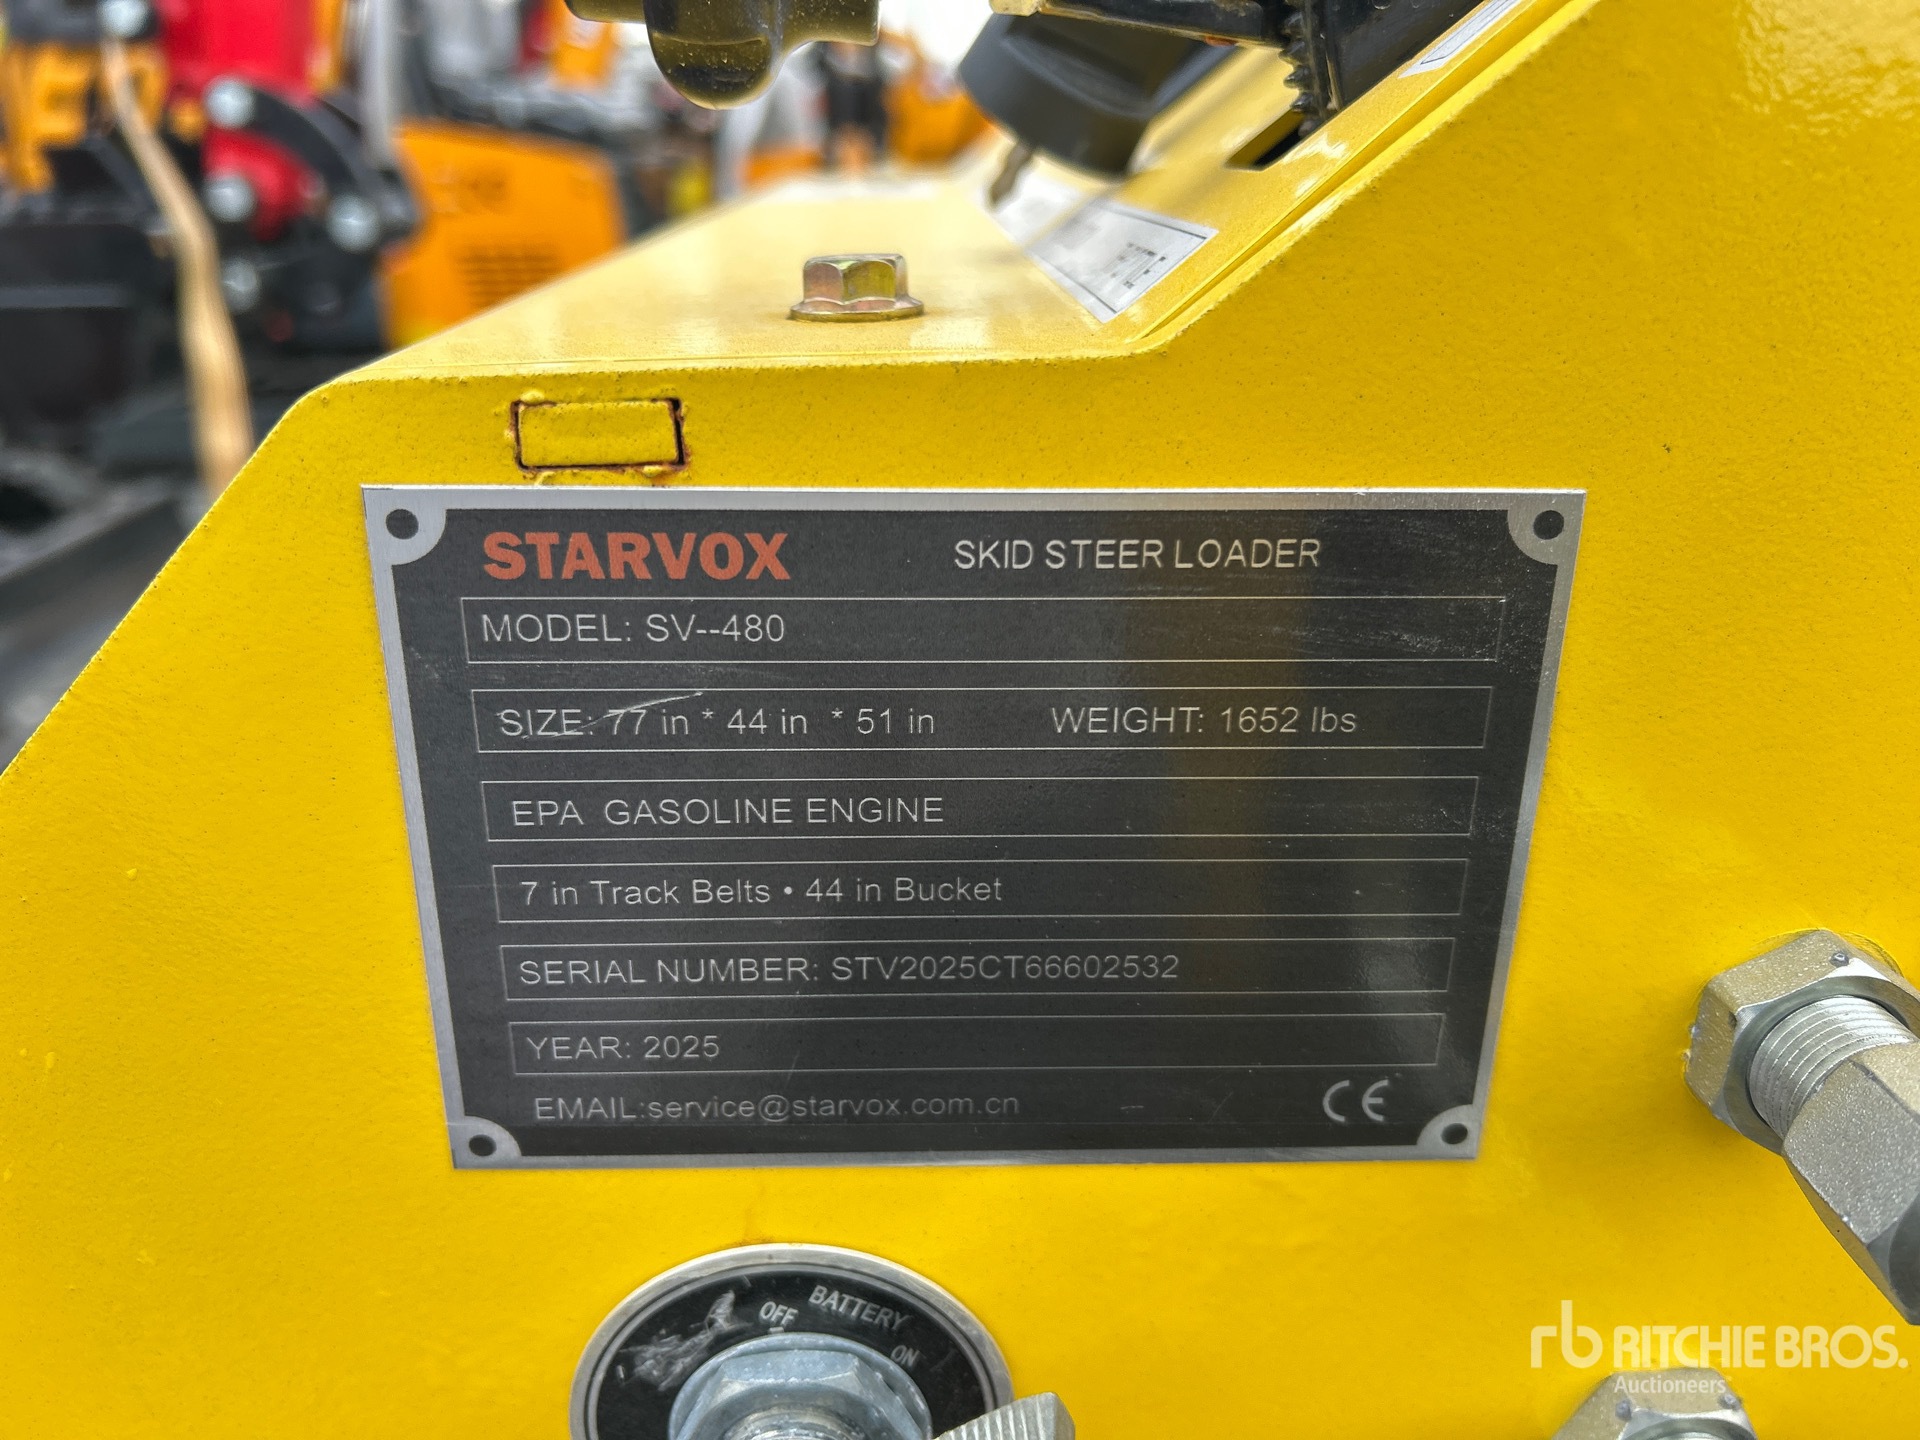 STARVOX SKID STEER LOADER
MODEL: SV--480
SIZE: 77 in * 44 in * 51 in WEIGHT: 1652 lbs
EPA GASOLINE ENGINE
7 in Track Belts • 44 in Bucket
SERIAL NUMBER: STV2025CT66602532
YEAR: 2025
EMAIL:service@starvox.com.cn CE
OFF BATTERY ON
rb RITCHIE BROS.
Auctioneers